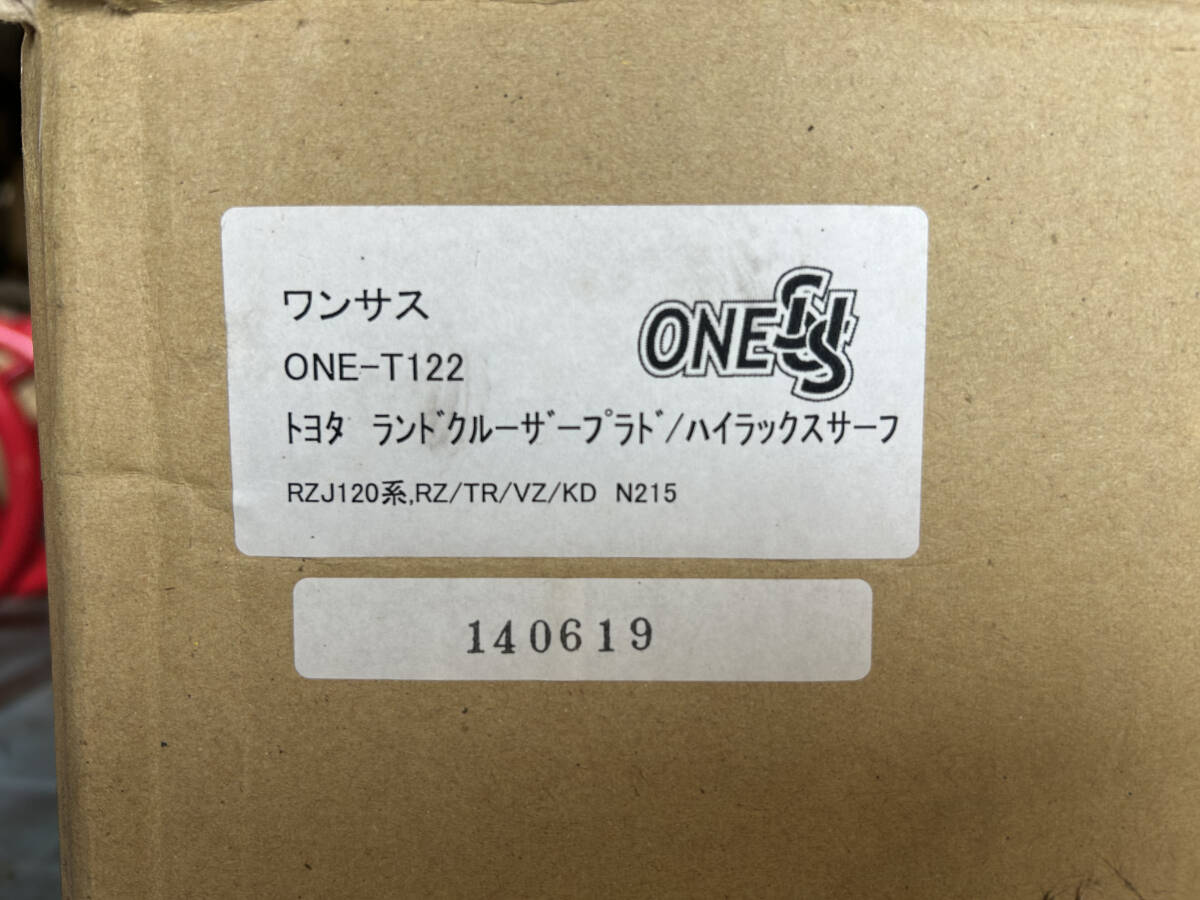 ワンサス
ONE SUS
ONE-T122
ﾄﾖﾀ ﾗﾝﾄﾞｸﾙｰｻﾞｰﾌﾟﾗﾄﾞ/ﾊｲﾗｯｸｽｻｰﾌ
RZJ120系,RZ/TR/VZ/KD N215
140619